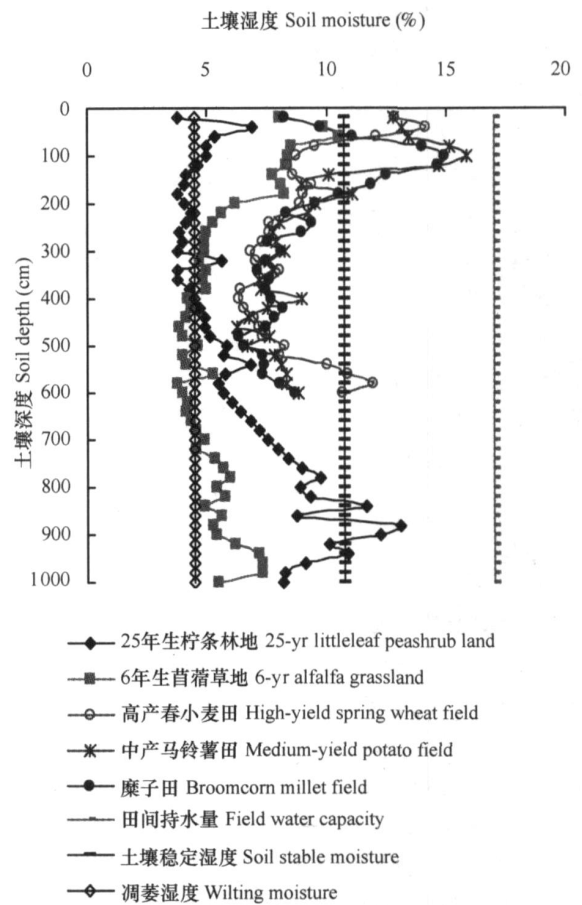 土壤湿度 Soil moisture (%)
0 5 10 15 20
0
100
200
300
400
500
600
700
800
900
1000
土壤深度 Soil depth (cm)
25年生柠条林地 25-yr littleleaf peashrub land
6年生苜蓿草地 6-yr alfalfa grassland
高产春小麦田 High-yield spring wheat field
中产马铃薯田 Medium-yield potato field
糜子田 Broomcorn millet field
田间持水量 Field water capacity
土壤稳定湿度 Soil stable moisture
凋萎湿度 Wilting moisture